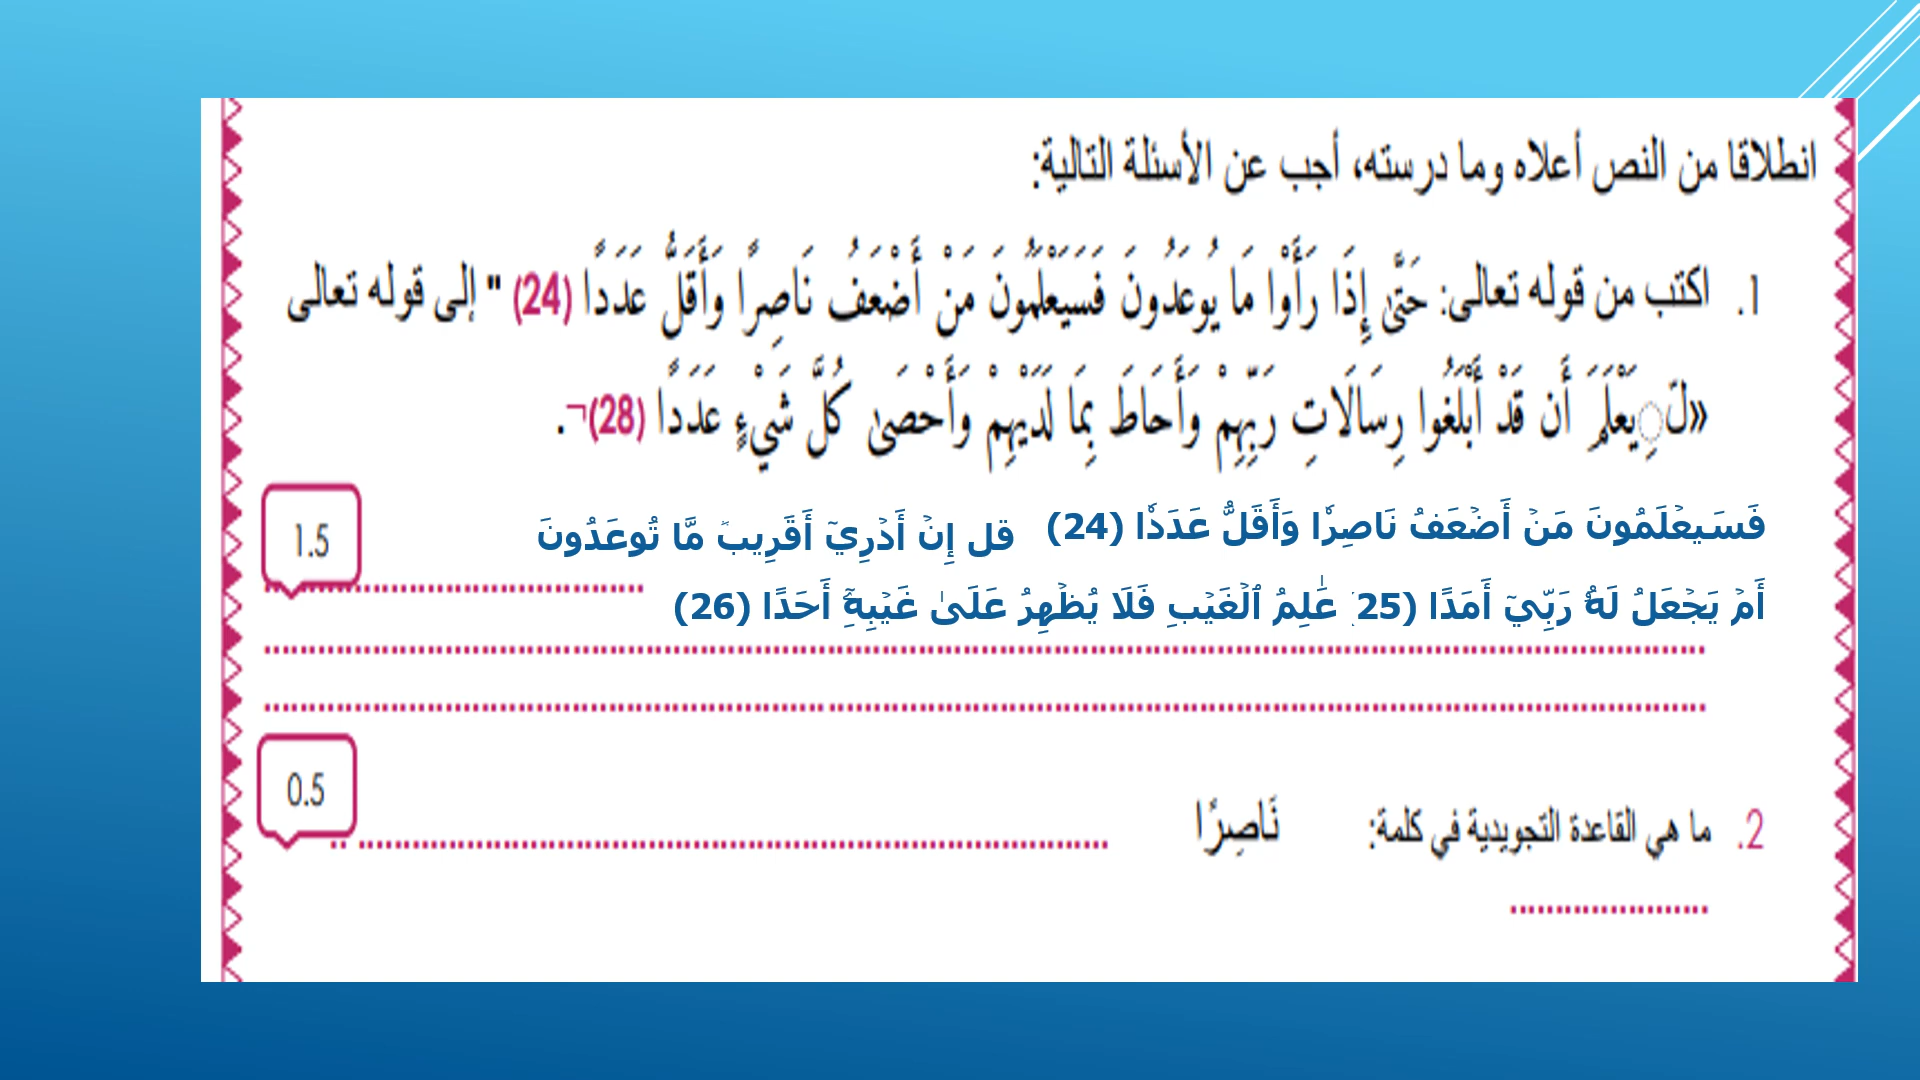 انطلاقا من النص أعلاه وما درسته، أجب عن الأسئلة التالية:
1. اكتب من قوله تعالى: حَتَّىٰ إِذَا رَأَوْا مَا يُوعَدُونَ فَسَيَعْلَمُونَ مَنْ أَضْعَفُ نَاصِرًا وَأَقَلُّ عَدَدًا (24) " إلى قوله تعالى
«لِّيَعْلَمَ أَن قَدْ أَبْلَغُوا رِسَالَاتِ رَبِّهِمْ وَأَحَاطَ بِمَا لَدَيْهِمْ وَأَحْصَىٰ كُلَّ شَيْءٍ عَدَدًا (28)¬.
1.5
فَسَيعۡلَمُونَ مَنۡ أَضۡعَفُ نَاصِرٗا وَأَقَلُّ عَدَدٗا (24) قل إِنۡ أَدۡرِيٓ أَقَرِيبٞ مَّا تُوعَدُونَ
أَمۡ يَجۡعَلُ لَهُۥ رَبِّيٓ أَمَدًا (25) عَٰلِمُ ٱلۡغَيۡبِ فَلَا يُظۡهِرُ عَلَىٰ غَيۡبِهِۦٓ أَحَدًا (26)
0.5
2. ما هي القاعدة التجويدية في كلمة: نَاصِرًا